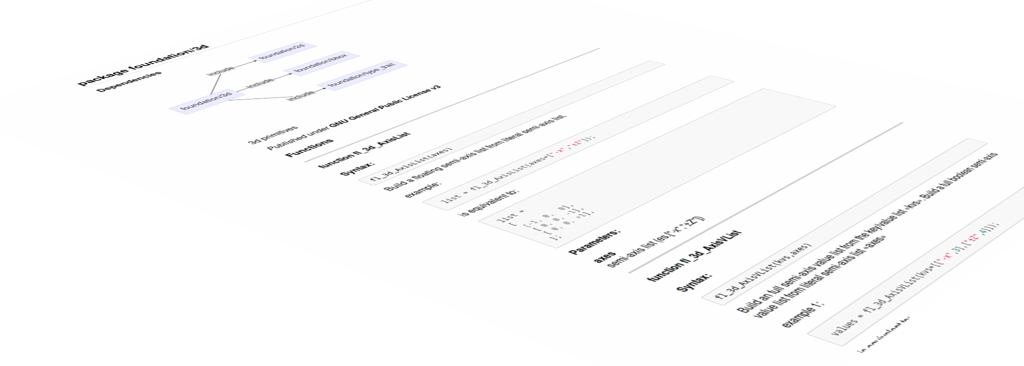 package foundation/3d
Dependencies
foundation/3d
include
foundation/2d
include
foundation/bbox
include
foundation/type_trait
3d primitives
Published under GNU General Public License v3
Functions
function fl_3d_AxisList
Syntax:
fl_3d_AxisList(axes)
Build a floating semi-axis list from literal semi-axis list.
example:
list = fl_3d_AxisList(axes=["-x","±z"]);
is equivalent to:
list =
[
[-1, 0, 0],
[ 0, 0,-1],
[ 0, 0, 1],
];
Parameters:
axes
semi-axis list (es.["-x","±Z"])
function fl_3d_AxisVList
Syntax:
fl_3d_AxisVList(kvs,axes)
Build an full semi-axis value list from the key/value list «kvs». Build a full boolean semi-axis
value list from literal semi-axis list «axes»
example 1:
values = fl_3d_AxisVList(kvs=[["-x",3],["±Z",4]]);